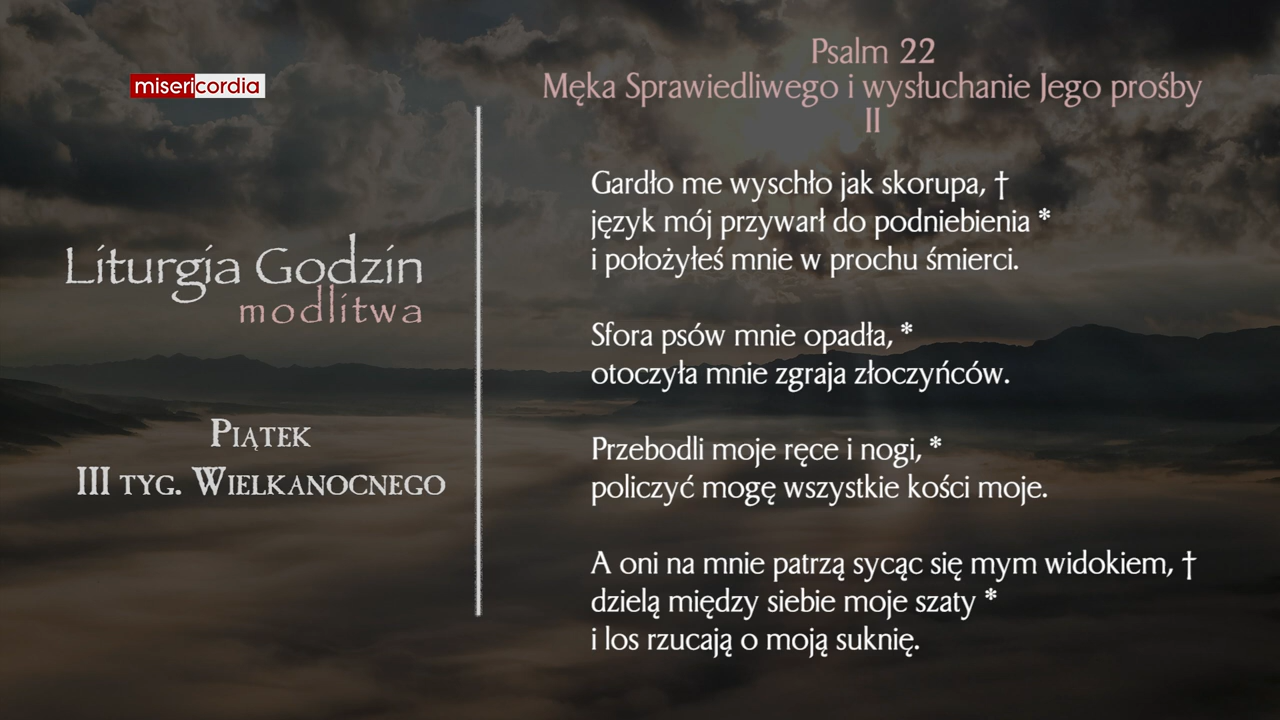 misericordia
Liturgia Godzin
modlitwa
Piątek
III tyg. Wielkanocnego
Psalm 22
Męka Sprawiedliwego i wysłuchanie Jego prośby
II
Gardło me wyschło jak skorupa, †
język mój przywarł do podniebienia *
i położyłeś mnie w prochu śmierci.
Sfora psów mnie opadła, *
otoczyła mnie zgraja złoczyńców.
Przebodli moje ręce i nogi, *
policzyć mogę wszystkie kości moje.
A oni na mnie patrzą sycąc się mym widokiem, †
dzielą między siebie moje szaty *
i los rzucają o moją suknię.